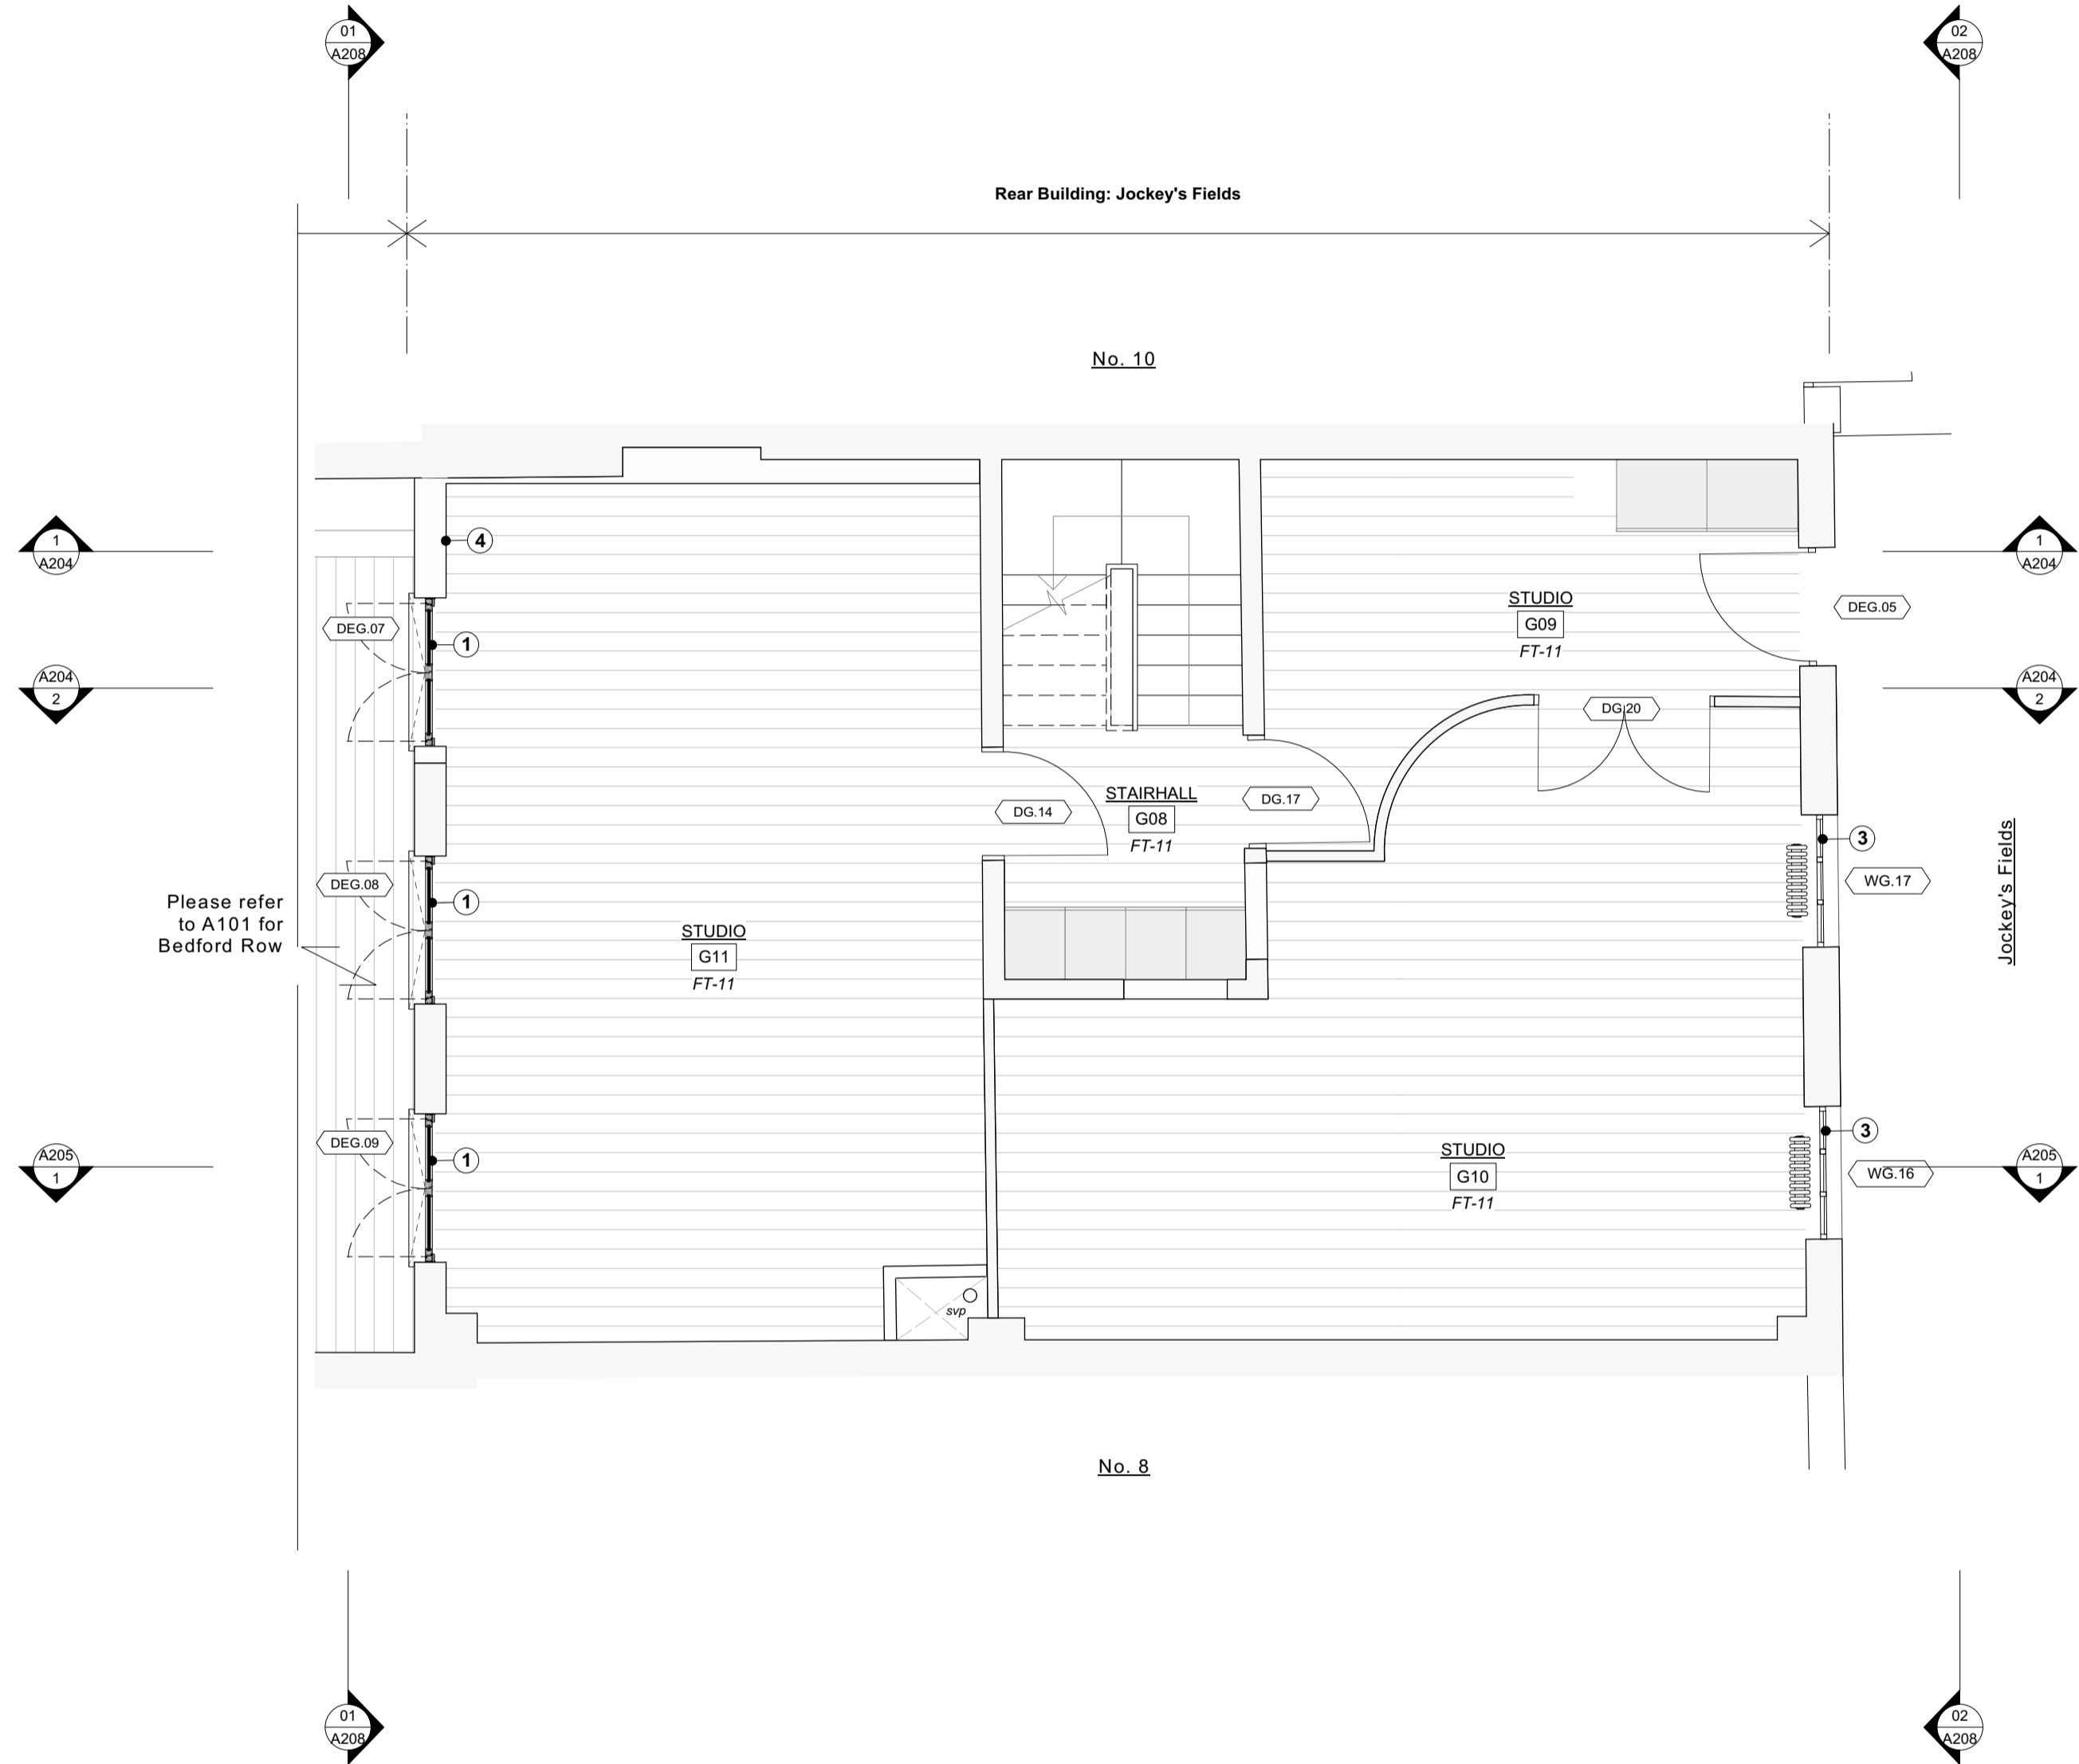 01
A208
02
A208
Rear Building: Jockey's Fields
No. 10
1
A204
4
1
A204
STUDIO
G09
FT-11
DEG.05
DEG.07
1
A204
2
A204
2
DG.20
STAIRHALL
G08
FT-11
DG.14
DG.17
3
WG.17
Jockey's Fields
DEG.08
1
Please refer
to A101 for
Bedford Row
STUDIO
G11
FT-11
DEG.09
1
A205
1
STUDIO
G10
FT-11
3
WG.16
A205
1
svp
No. 8
01
A208
02
A208